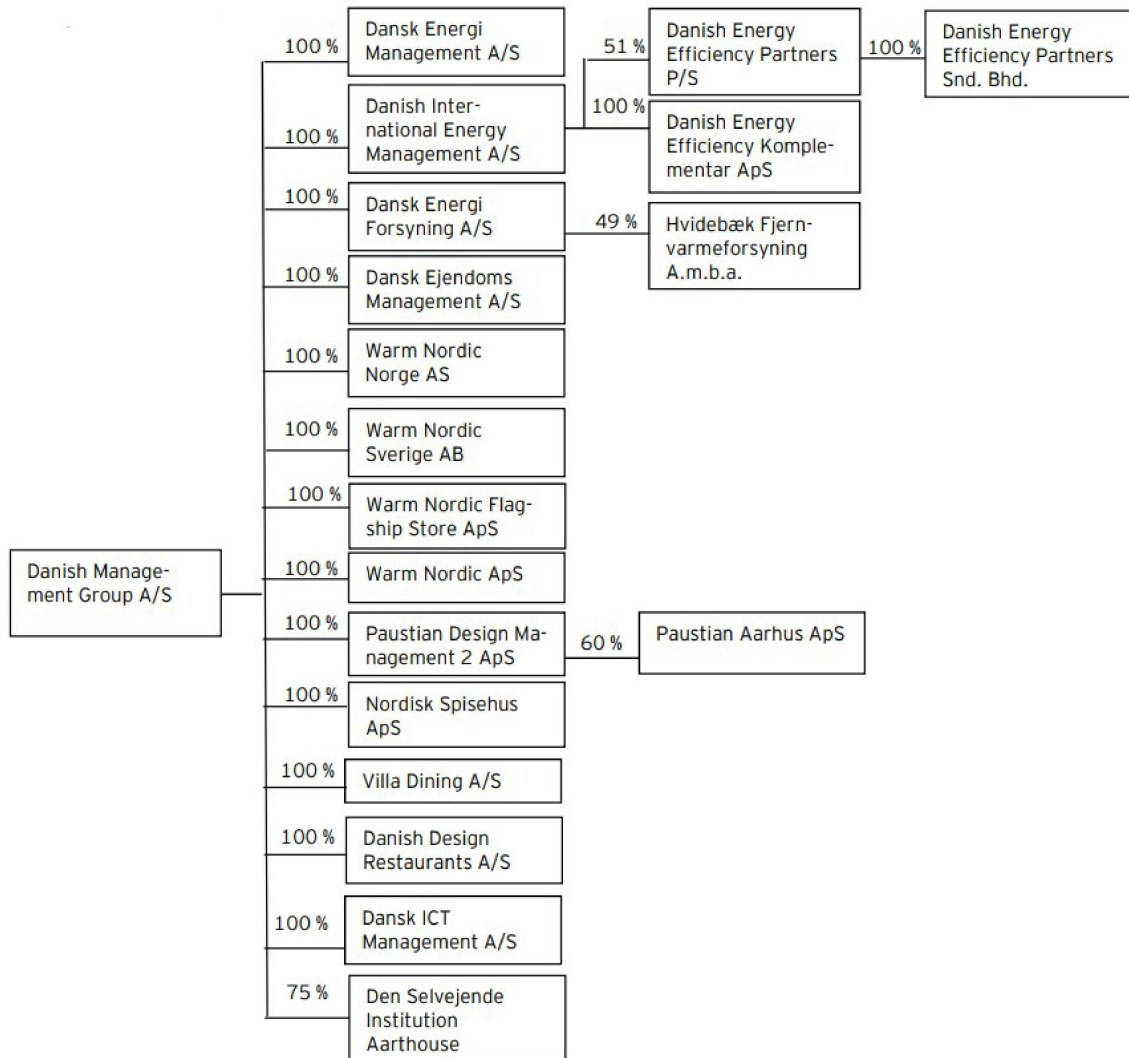 100 %
Dansk Energi
Management A/S
51 %
Danish Energy
Efficiency Partners
P/S
100 %
Danish Energy
Efficiency Partners
Snd. Bhd.
100 %
Danish Inter-
national Energy
Management A/S
100 %
Danish Energy
Efficiency Komple-
mentar ApS
100 %
Dansk Energi
Forsyning A/S
49 %
Hvidebæk Fjern-
varmeforsyning
A.m.b.a.
100 %
Dansk Ejendoms
Management A/S
100 %
Warm Nordic
Norge AS
100 %
Warm Nordic
Sverige AB
100 %
Warm Nordic Flag-
ship Store ApS
Danish Manage-
ment Group A/S
100 %
Warm Nordic ApS
100 %
Paustian Design Ma-
nagement 2 ApS
60 %
Paustian Aarhus ApS
100 %
Nordisk Spisehus
ApS
100 %
Villa Dining A/S
100 %
Danish Design
Restaurants A/S
100 %
Dansk ICT
Management A/S
75 %
Den Selvejende
Institution
Aarthouse